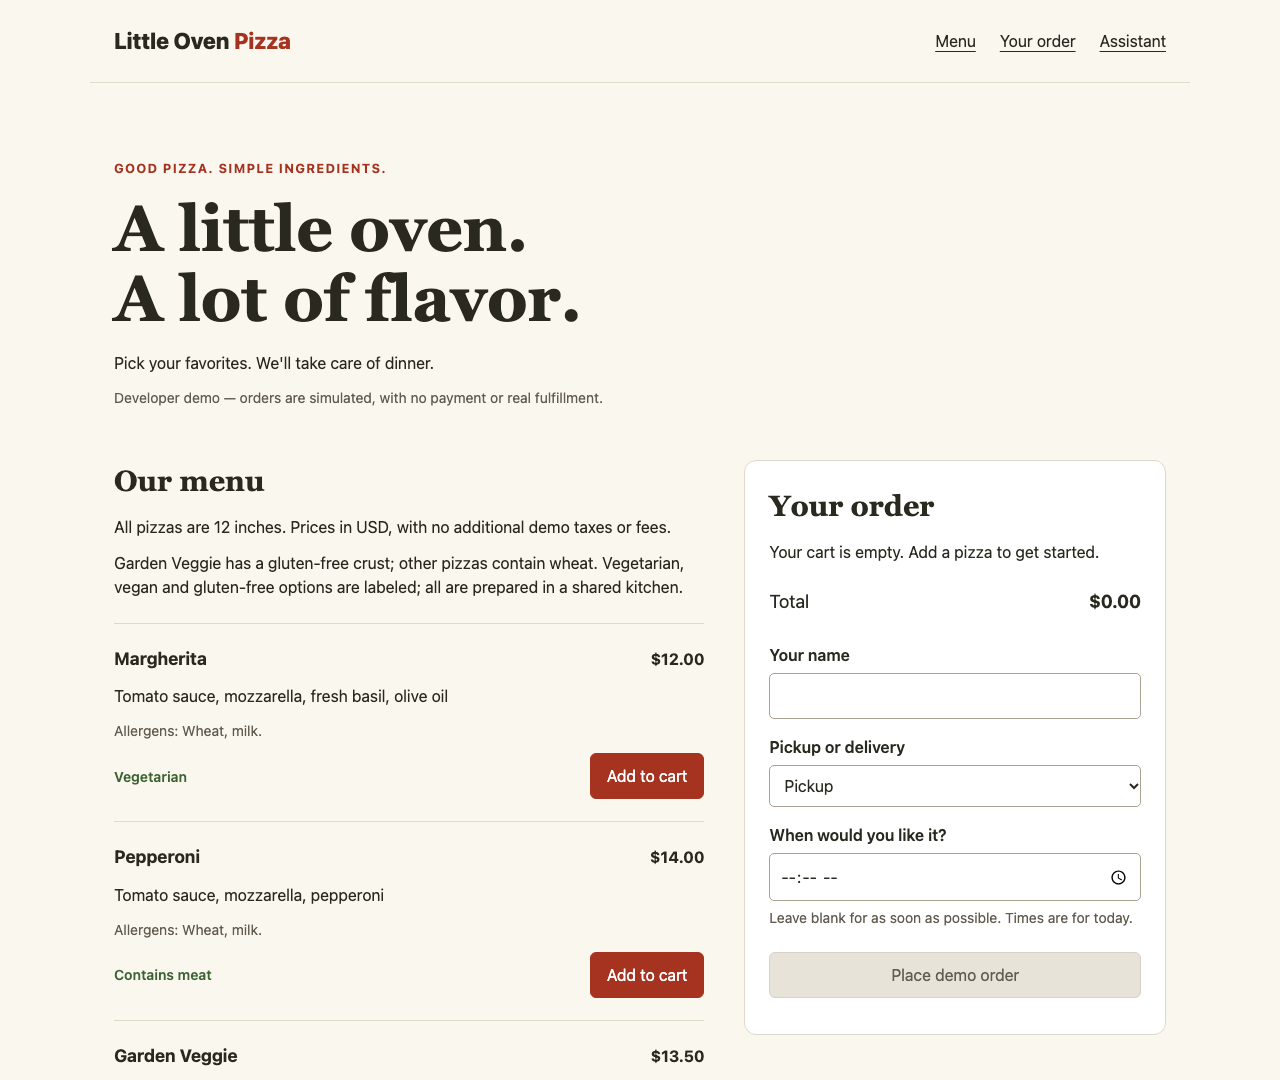 Little Oven Pizza
Menu
Your order
Assistant
GOOD PIZZA. SIMPLE INGREDIENTS.
A little oven.
A lot of flavor.
Pick your favorites. We'll take care of dinner.
Developer demo — orders are simulated, with no payment or real fulfillment.
Our menu
All pizzas are 12 inches. Prices in USD, with no additional demo taxes or fees.
Garden Veggie has a gluten-free crust; other pizzas contain wheat. Vegetarian,
vegan and gluten-free options are labeled; all are prepared in a shared kitchen.
Margherita
$12.00
Tomato sauce, mozzarella, fresh basil, olive oil
Allergens: Wheat, milk.
Vegetarian
Add to cart
Pepperoni
$14.00
Tomato sauce, mozzarella, pepperoni
Allergens: Wheat, milk.
Contains meat
Add to cart
Garden Veggie
$13.50
Your order
Your cart is empty. Add a pizza to get started.
Total
$0.00
Your name
Pickup or delivery
Pickup
When would you like it?
--:-- --
Leave blank for as soon as possible. Times are for today.
Place demo order